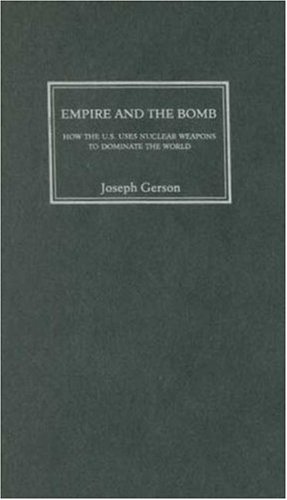 EMPIRE AND THE BOMB
HOW THE U.S. USES NUCLEAR WEAPONS
TO DOMINATE THE WORLD
Joseph Gerson